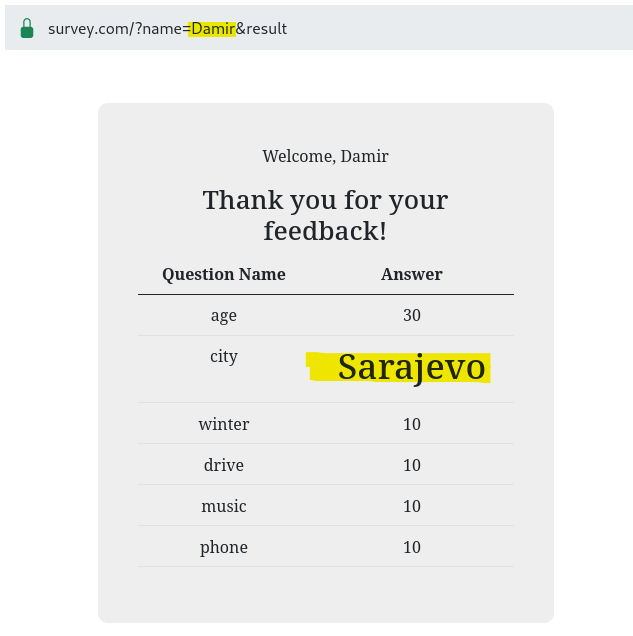 survey.com/?name=Damir&result
Welcome, Damir
Thank you for your
feedback!
Question Name Answer
age 30
city Sarajevo
winter 10
drive 10
music 10
phone 10